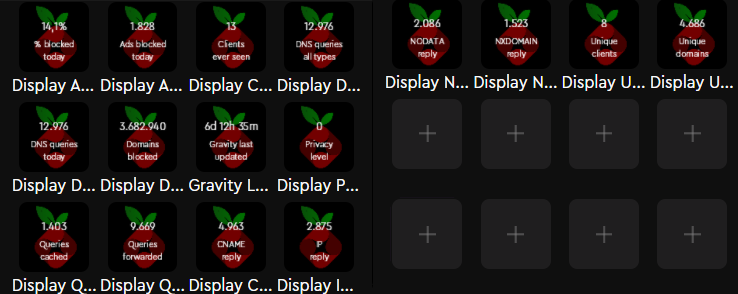 14,1%
% blocked
today
Display A...
1.828
Ads blocked
today
Display A...
13
Clients
ever seen
Display C...
12.976
DNS queries
all types
Display D...
12.976
DNS queries
today
Display D...
3.682.940
Domains
blocked
Display D...
6d 12h 35m
Gravity last
updated
Gravity L...
0
Privacy
level
Display P...
1.403
Queries
cached
Display Q...
9.669
Queries
forwarded
Display Q...
4.963
CNAME
reply
Display C...
2.875
IP
reply
Display I...
2.086
NODATA
reply
Display N...
1.523
NXDOMAIN
reply
Display N...
8
Unique
clients
Display U...
4.686
Unique
domains
Display U...